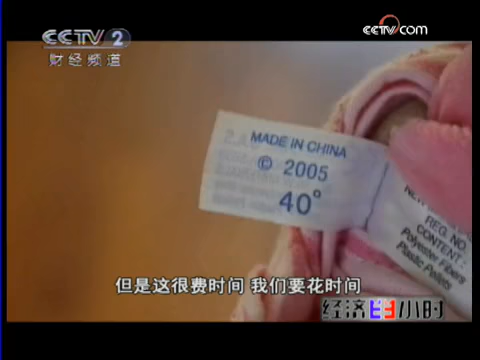 CCTV 2
财经频道
CCTV.com
MADE IN CHINA
© 2005
40°
REG. NO.
CONTENT:
Polyester Fibers
Plastic Pellets
但是这很费时间 我们要花时间
经济 小时